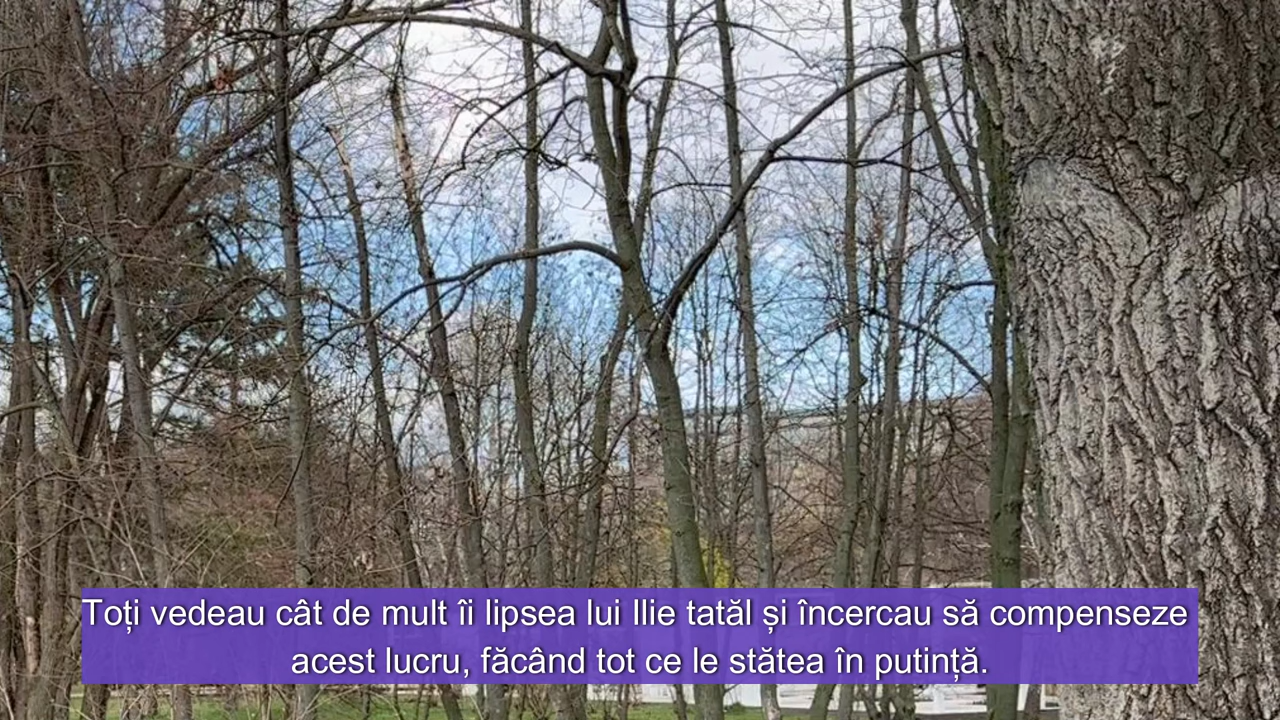 Toți vedeau cât de mult îi lipsea lui Ilie tatăl și încercau să compenseze
acest lucru, făcând tot ce le stătea în putință.